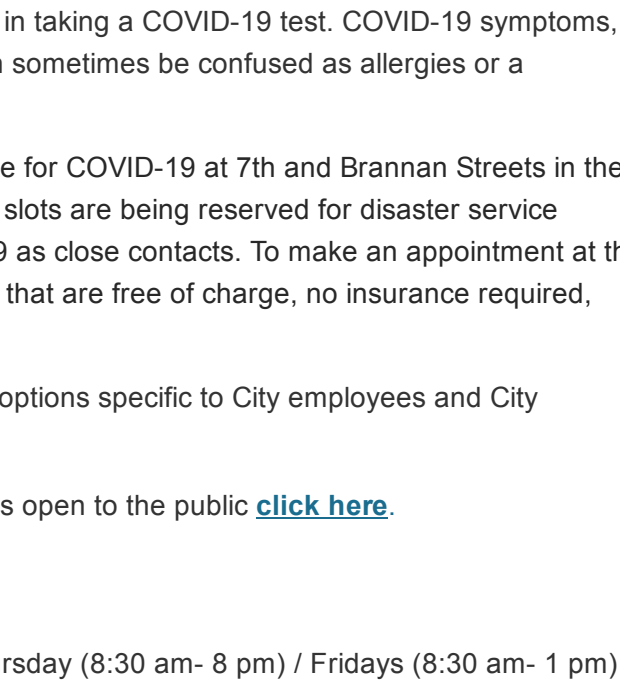 in taking a COVID-19 test. COVID-19 symptoms,
sometimes be confused as allergies or a
for COVID-19 at 7th and Brannan Streets in the
slots are being reserved for disaster service
as close contacts. To make an appointment at
that are free of charge, no insurance required,
options specific to City employees and City
open to the public click here.
(8:30 am- 8 pm) / Fridays (8:30 am- 1 pm)